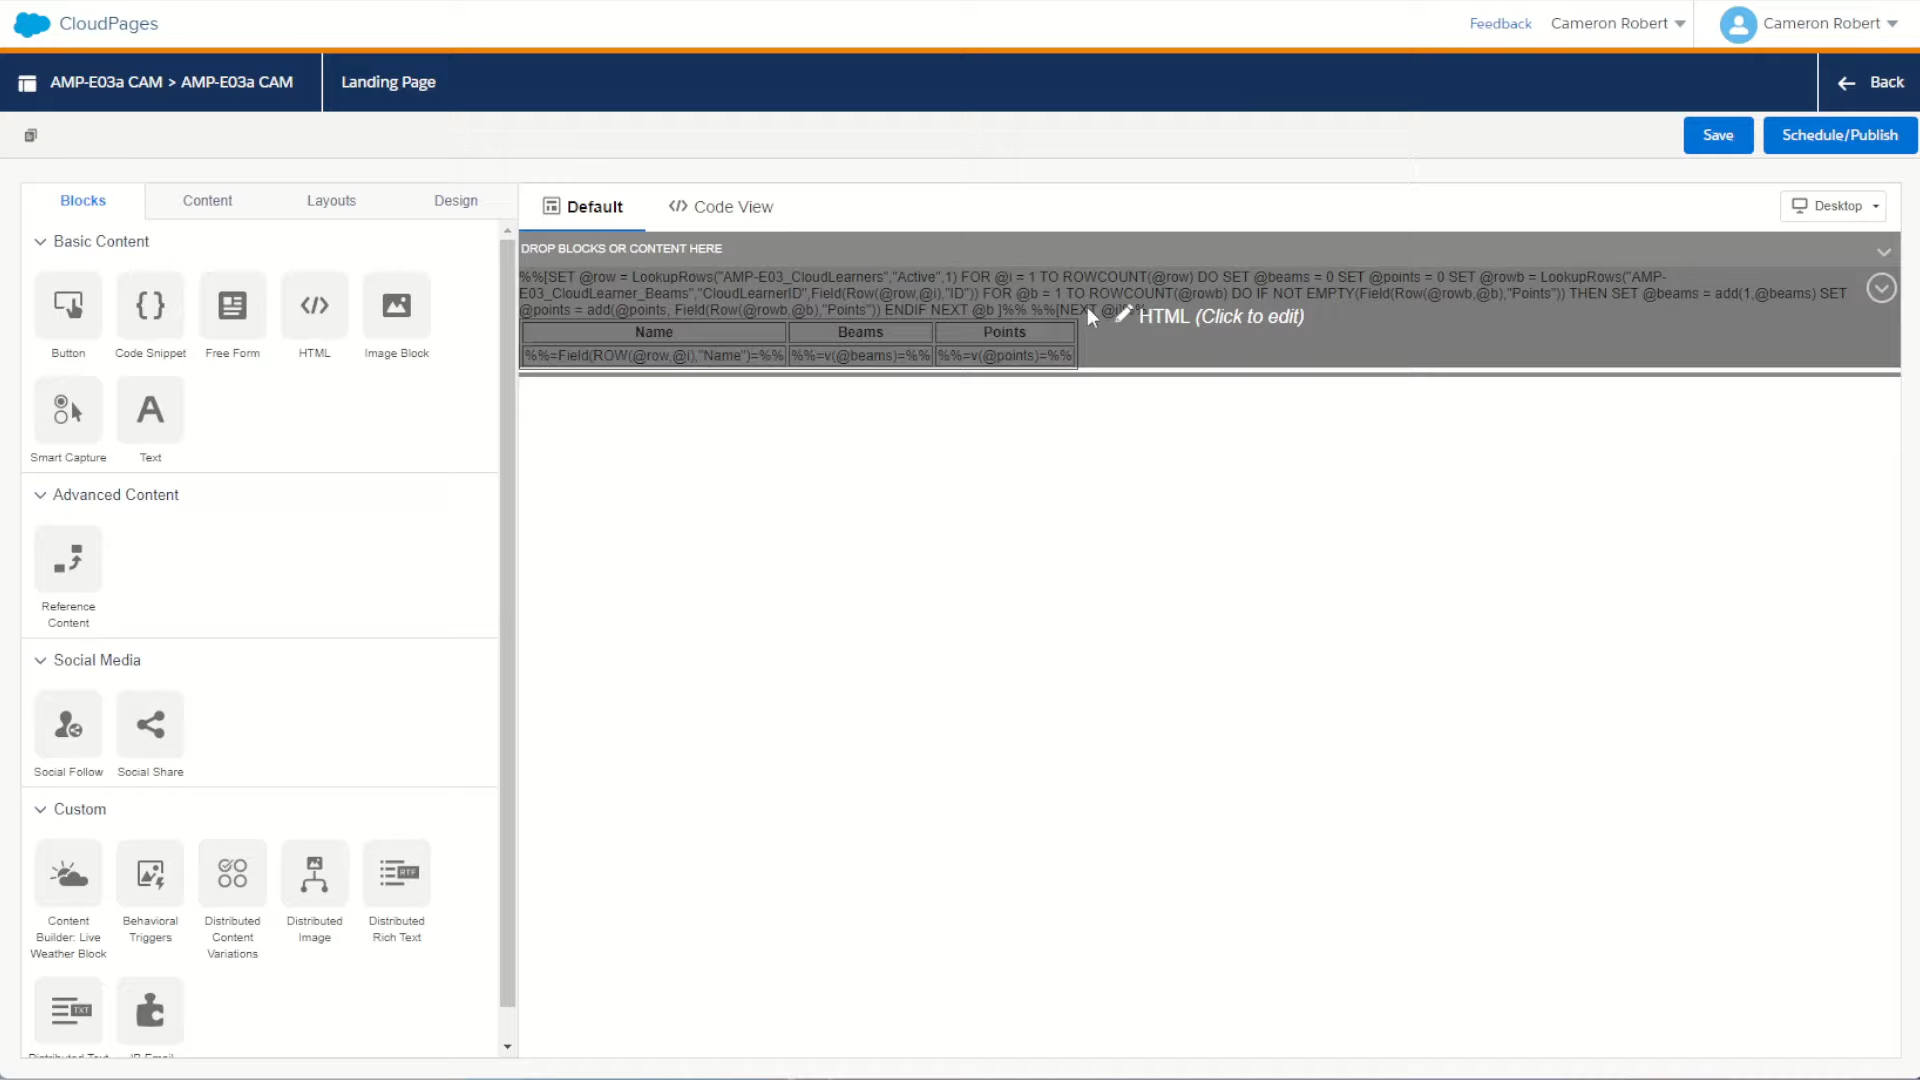 CloudPages
Feedback
Cameron Robert
Cameron Robert
AMP-E03a CAM > AMP-E03a CAM
Landing Page
Back
Save
Schedule/Publish
Blocks
Content
Layouts
Design
Default
</> Code View
Desktop
Basic Content
Button
Code Snippet
Free Form
HTML
Image Block
Smart Capture
Text
Advanced Content
Reference
Content
Social Media
Social Follow
Social Share
Custom
Content
Builder: Live
Weather Block
Behavioral
Triggers
Distributed
Content
Variations
Distributed
Image
RTF
Distributed
Rich Text
TXT
Distributed Text
DROP BLOCKS OR CONTENT HERE
%%[SET @row = LookupRows("AMP-E03_CloudLearners","Active",1) FOR @i = 1 TO ROWCOUNT(@row) DO SET @beams = 0 SET @points = 0 SET @rowb = LookupRows("AMP-
E03_CloudLearner_Beams","CloudLearnerID",Field(Row(@row,@i),"ID")) FOR @b = 1 TO ROWCOUNT(@rowb) DO IF NOT EMPTY(Field(Row(@rowb,@b),"Points")) THEN SET @beams = add(1,@beams) SET
@points = add(@points, Field(Row(@rowb,@b),"Points")) ENDIF NEXT @b ]%% %%[NEXT
HTML (Click to edit)
Name Beams Points
%%=Field(ROW(@row,@i),"Name")=%% %%=v(@beams)=%% %%=v(@points)=%%